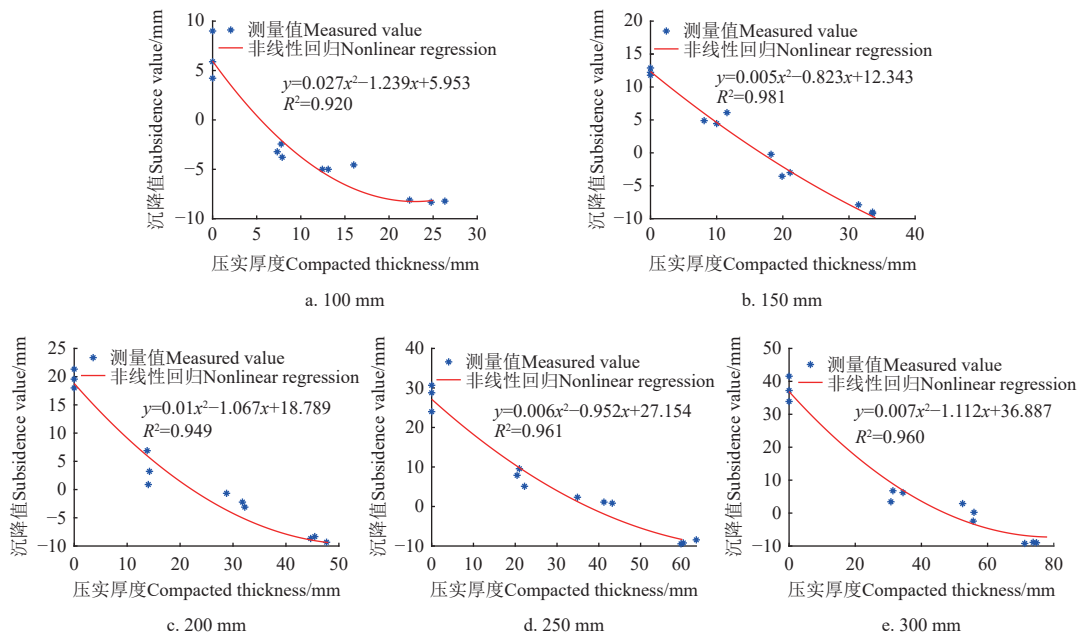 沉降值Subsidence value/mm
10
5
0
−5
−10
测量值Measured value
非线性回归Nonlinear regression
y=0.027x²−1.239x+5.953
R²=0.920
0 5 10 15 20 25 30
压实厚度Compacted thickness/mm
a. 100 mm
沉降值Subsidence value/mm
20
15
10
5
0
−5
−10
测量值Measured value
非线性回归Nonlinear regression
y=0.005x²−0.823x+12.343
R²=0.981
0 10 20 30 40
压实厚度Compacted thickness/mm
b. 150 mm
沉降值Subsidence value/mm
25
20
15
10
5
0
−5
−10
测量值Measured value
非线性回归Nonlinear regression
y=0.01x²−1.067x+18.789
R²=0.949
0 10 20 30 40 50
压实厚度Compacted thickness/mm
c. 200 mm
沉降值Subsidence value/mm
40
30
20
10
0
−10
测量值Measured value
非线性回归Nonlinear regression
y=0.006x²−0.952x+27.154
R²=0.961
0 10 20 30 40 50 60
压实厚度Compacted thickness/mm
d. 250 mm
沉降值Subsidence value/mm
50
40
30
20
10
0
−10
测量值Measured value
非线性回归Nonlinear regression
y=0.007x²−1.112x+36.887
R²=0.960
0 20 40 60 80
压实厚度Compacted thickness/mm
e. 300 mm